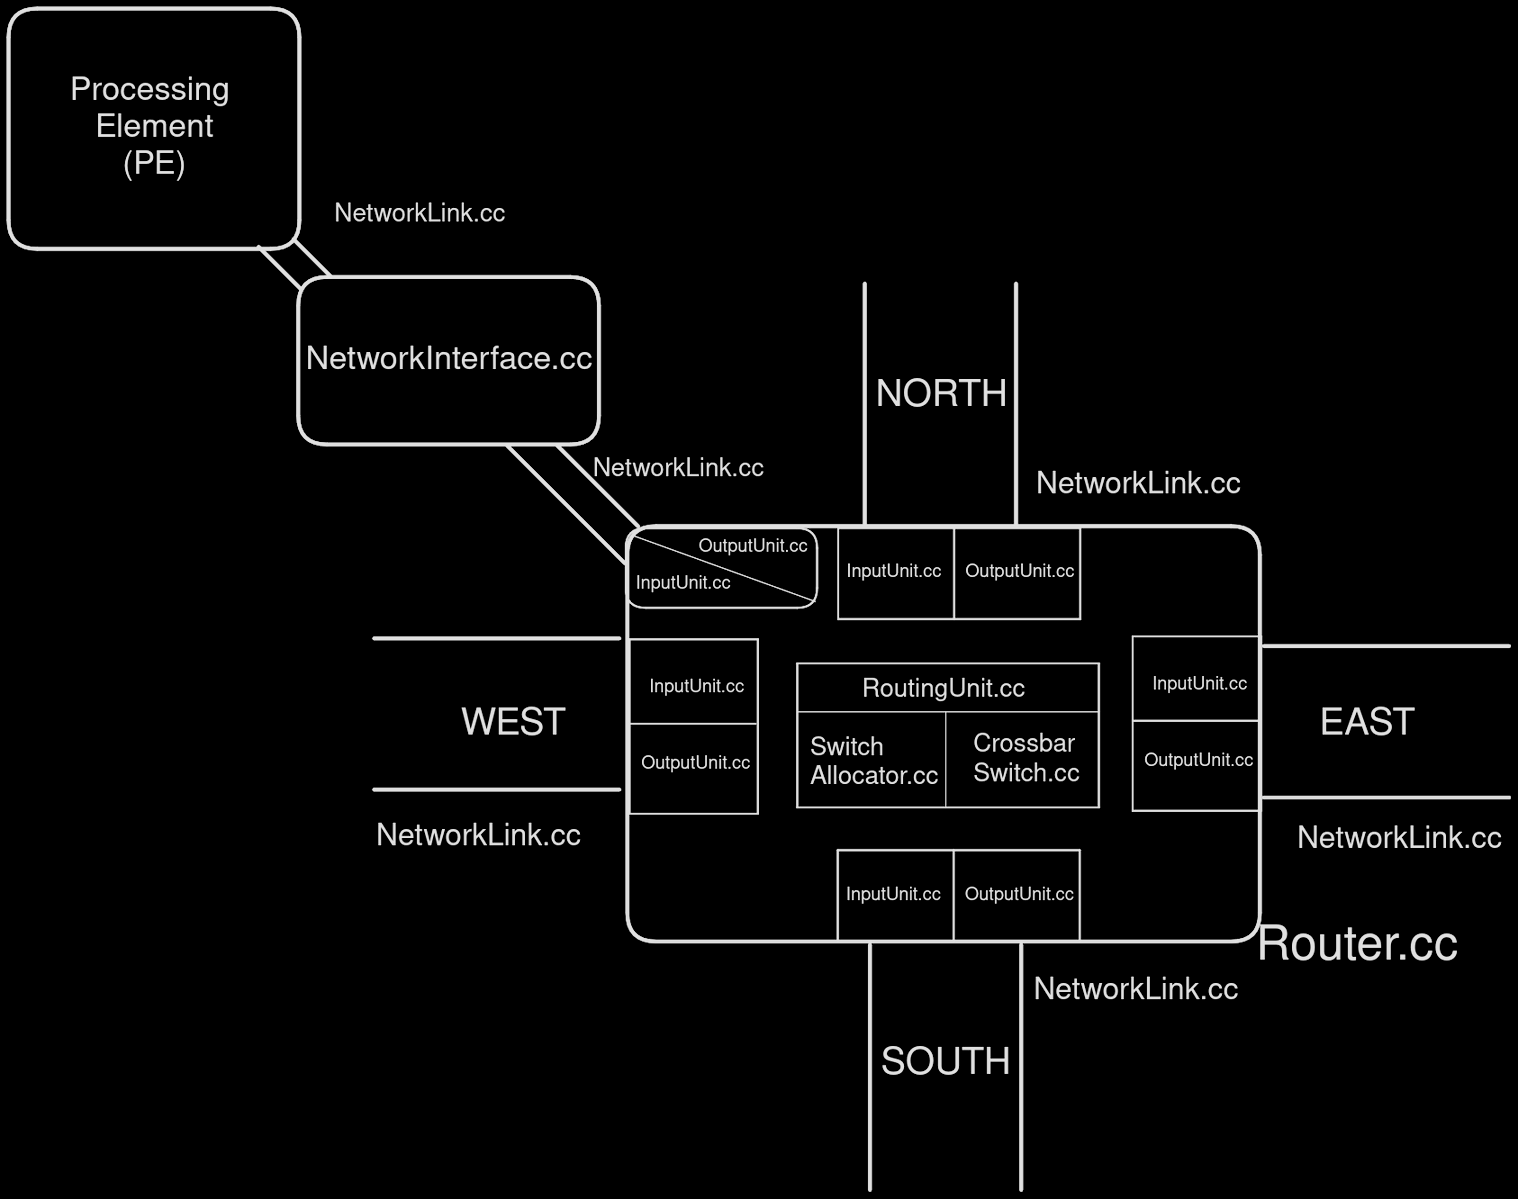 Processing
Element
(PE)
NetworkLink.cc
NetworkInterface.cc
NetworkLink.cc
NORTH
NetworkLink.cc
OutputUnit.cc
InputUnit.cc
InputUnit.cc
OutputUnit.cc
WEST
NetworkLink.cc
InputUnit.cc
OutputUnit.cc
RoutingUnit.cc
Switch
Allocator.cc
Crossbar
Switch.cc
InputUnit.cc
OutputUnit.cc
EAST
NetworkLink.cc
InputUnit.cc
OutputUnit.cc
Router.cc
NetworkLink.cc
SOUTH